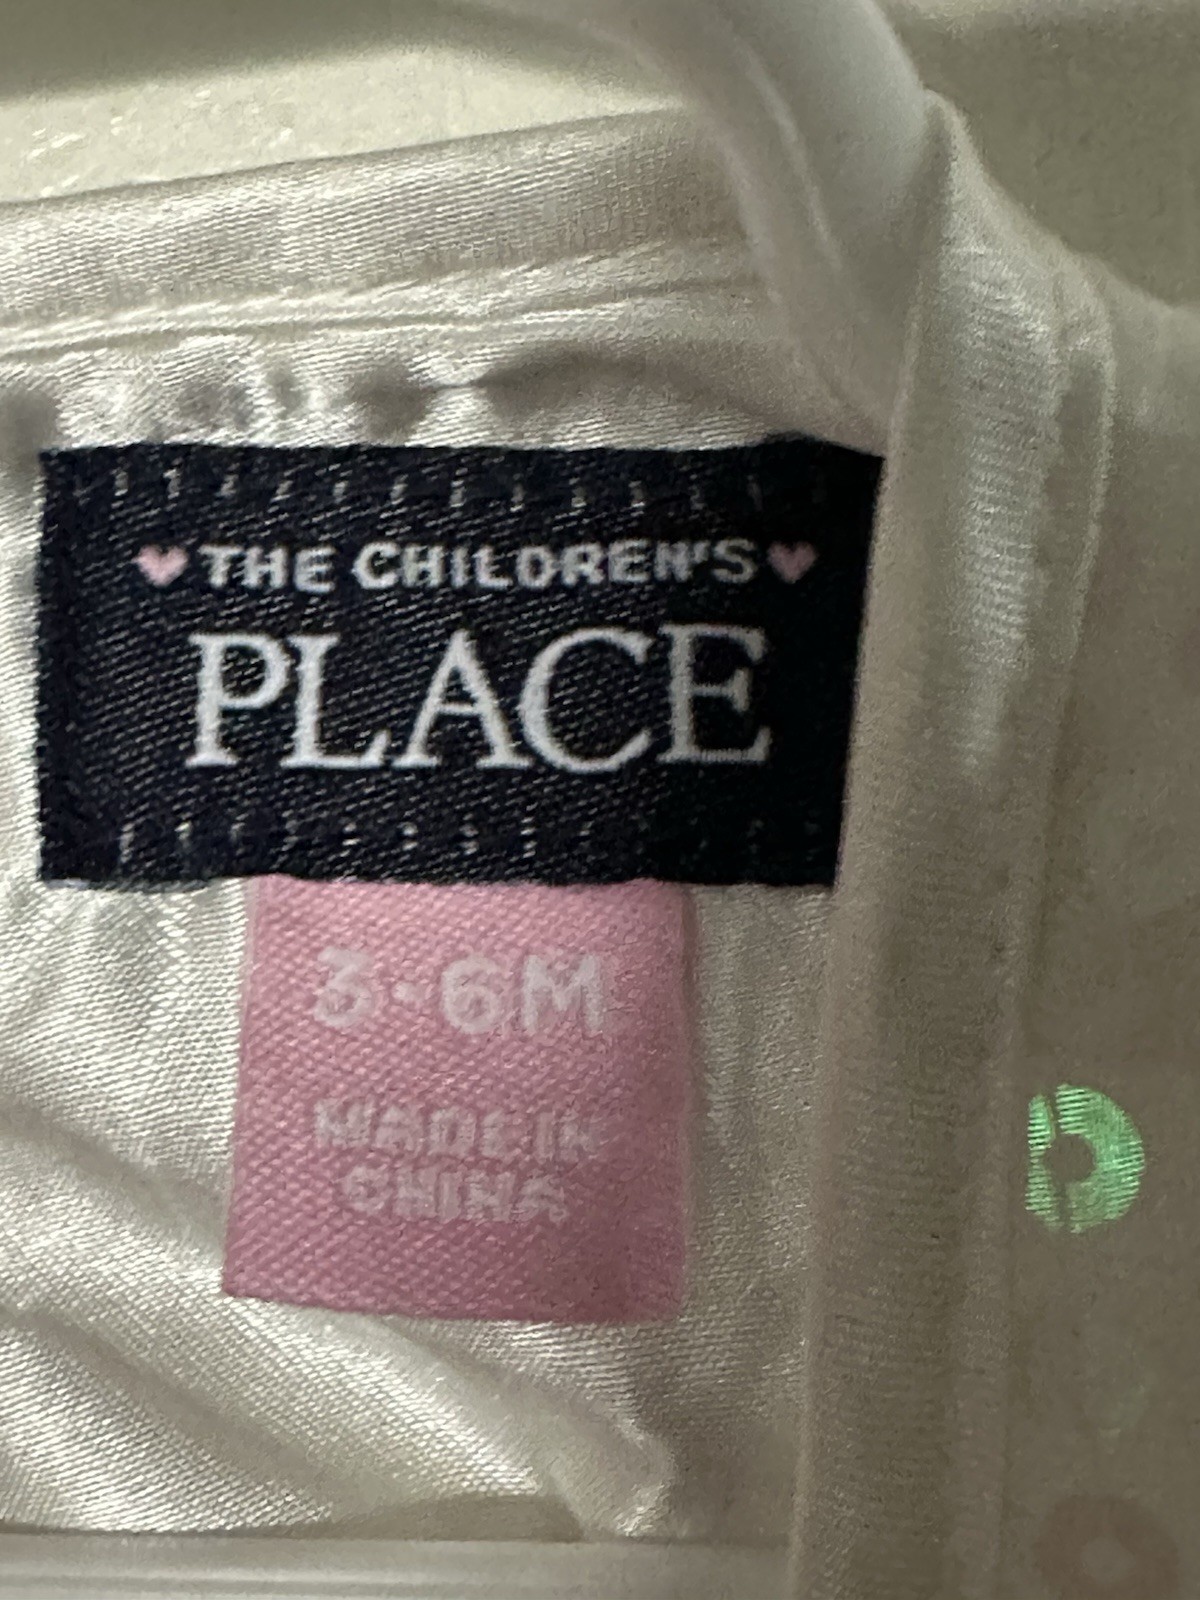 THE CHILDREN'S
PLACE
3-6M
MADE IN
CHINA